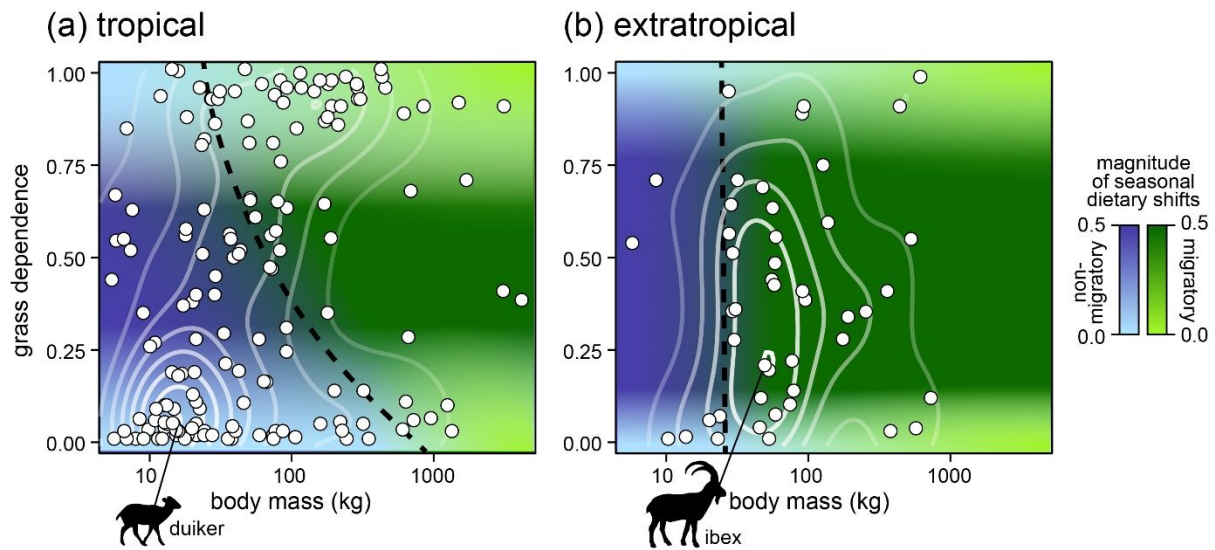 (a) tropical
(b) extratropical
grass dependence
1.00
0.75
0.50
0.25
0.00
10
100
1000
body mass (kg)
duiker
1.00
0.75
0.50
0.25
0.00
10
100
1000
body mass (kg)
ibex
magnitude
of seasonal
dietary shifts
0.5
0.5
non-
migratory
migratory
0.0
0.0